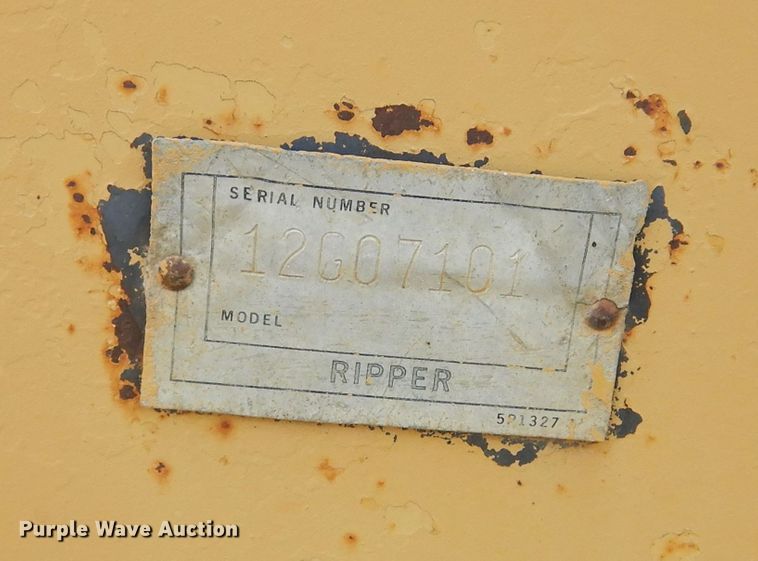 SERIAL NUMBER
12G07101
MODEL
RIPPER
5P1327
Purple Wave Auction